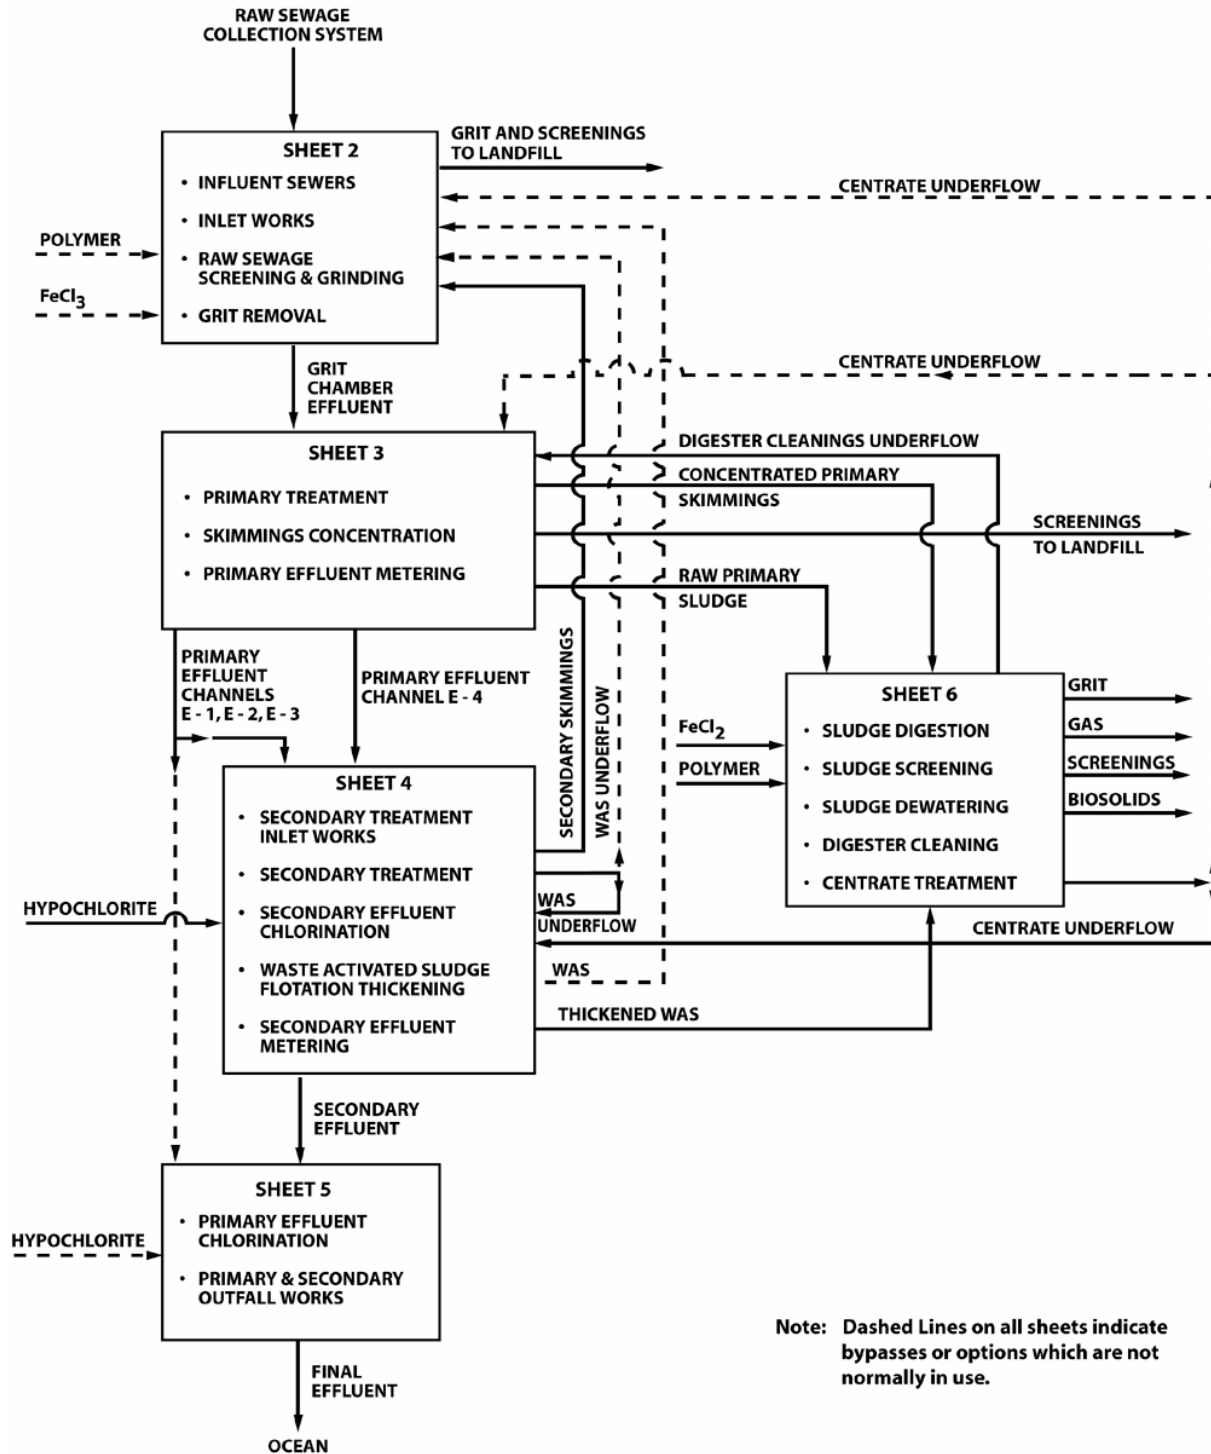 RAW SEWAGE
COLLECTION SYSTEM
SHEET 2
• INFLUENT SEWERS
• INLET WORKS
• RAW SEWAGE
SCREENING & GRINDING
• GRIT REMOVAL
GRIT AND SCREENINGS
TO LANDFILL
CENTRATE UNDERFLOW
POLYMER
FeCl3
GRIT
CHAMBER
EFFLUENT
CENTRATE UNDERFLOW
SHEET 3
• PRIMARY TREATMENT
• SKIMMINGS CONCENTRATION
• PRIMARY EFFLUENT METERING
DIGESTER CLEANINGS UNDERFLOW
CONCENTRATED PRIMARY
SKIMMINGS
SCREENINGS
TO LANDFILL
RAW PRIMARY
SLUDGE
PRIMARY
EFFLUENT
CHANNELS
E - 1, E - 2, E - 3
PRIMARY EFFLUENT
CHANNEL E - 4
SECONDARY SKIMMINGS
WAS UNDERFLOW
SHEET 6
• SLUDGE DIGESTION
• SLUDGE SCREENING
• SLUDGE DEWATERING
• DIGESTER CLEANING
• CENTRATE TREATMENT
FeCl2
POLYMER
GRIT
GAS
SCREENINGS
BIOSOLIDS
SHEET 4
• SECONDARY TREATMENT
INLET WORKS
• SECONDARY TREATMENT
• SECONDARY EFFLUENT
CHLORINATION
• WASTE ACTIVATED SLUDGE
FLOTATION THICKENING
• SECONDARY EFFLUENT
METERING
HYPOCHLORITE
WAS
UNDERFLOW
CENTRATE UNDERFLOW
WAS
THICKENED WAS
SECONDARY
EFFLUENT
SHEET 5
• PRIMARY EFFLUENT
CHLORINATION
• PRIMARY & SECONDARY
OUTFALL WORKS
HYPOCHLORITE
FINAL
EFFLUENT
OCEAN
Note: Dashed Lines on all sheets indicate
bypasses or options which are not
normally in use.